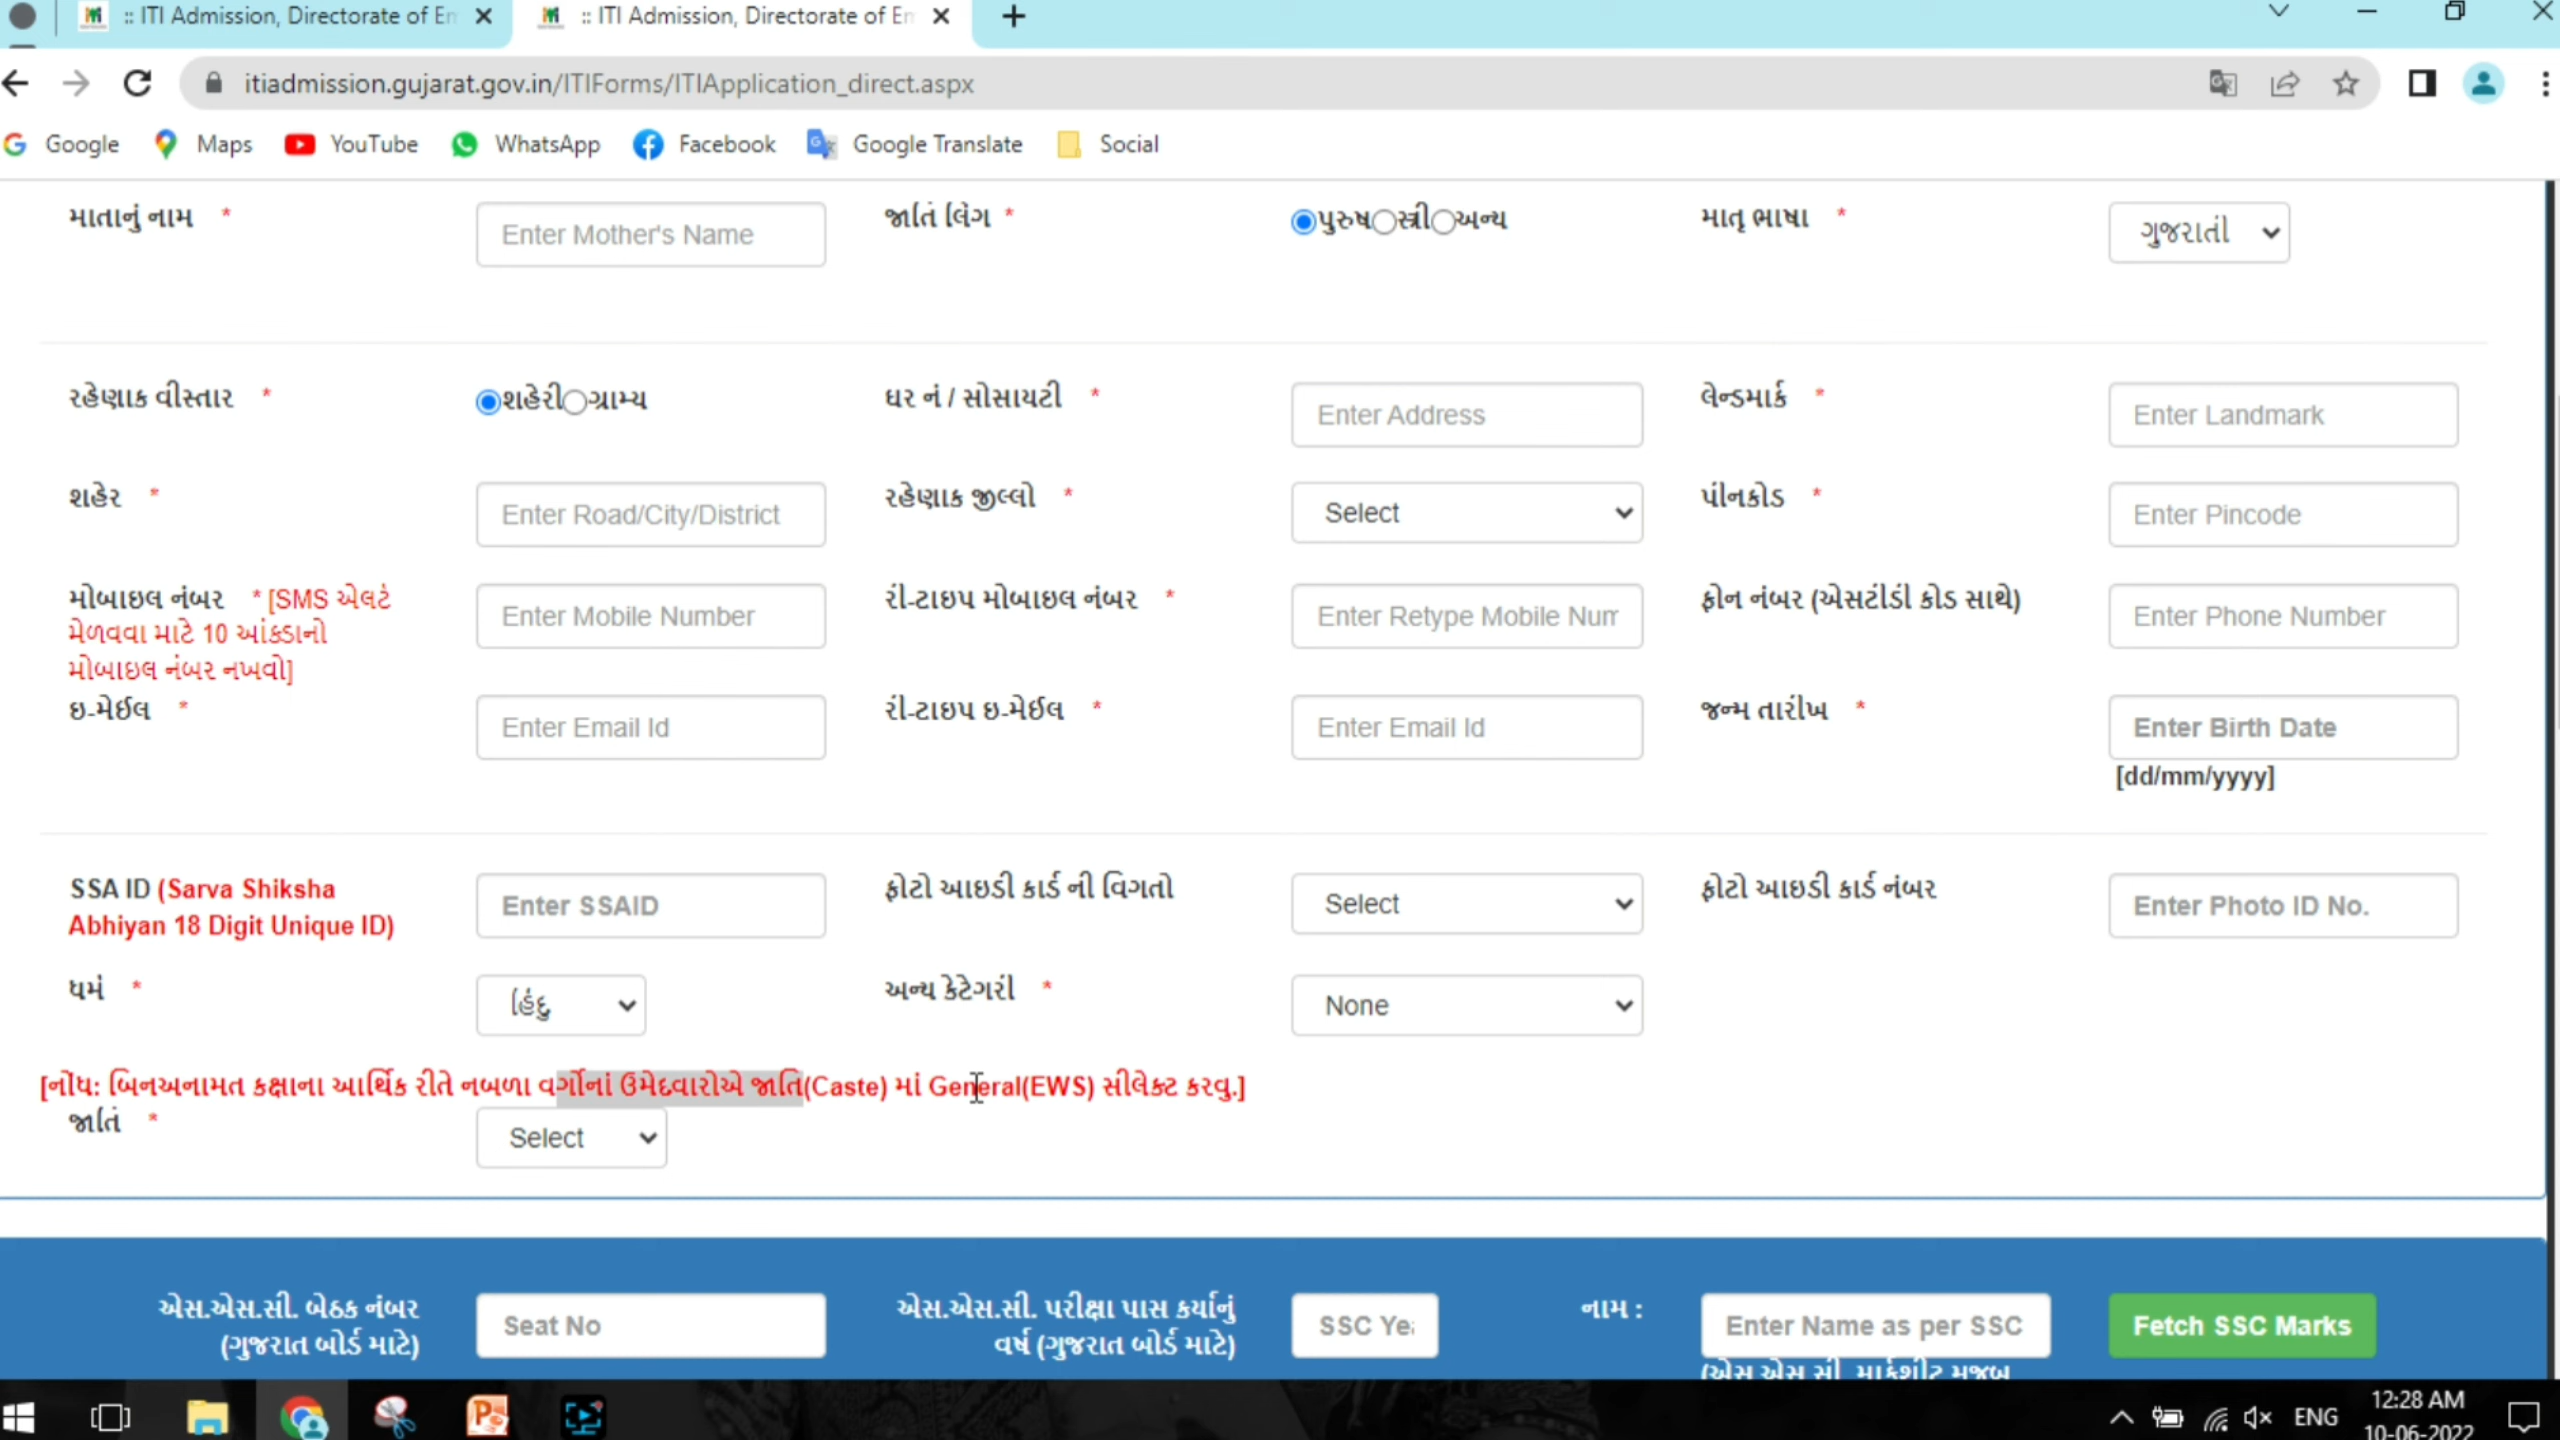 :: ITI Admission, Directorate of Em
:: ITI Admission, Directorate of Em
itiadmission.gujarat.gov.in/ITIForms/ITIApplication_direct.aspx
Google Maps YouTube WhatsApp Facebook Google Translate Social
માતાનું નામ * Enter Mother's Name જાતિ લિંગ * પુરુષ સ્ત્રી અન્ય માતૃ ભાષા * ગુજરાતી
રહેણાક વીસ્તાર * શહેરી ગ્રામ્ય ઘર નં / સોસાયટી * Enter Address લેન્ડમાર્ક * Enter Landmark
શહેર * Enter Road/City/District રહેણાક જીલ્લો * Select પીનકોડ * Enter Pincode
મોબાઇલ નંબર * [SMS એલર્ટ Enter Mobile Number રી-ટાઇપ મોબાઇલ નંબર * Enter Retype Mobile Num ફોન નંબર (એસટીડી કોડ સાથે) Enter Phone Number
મેળવવા માટે 10 આંકડાનો
મોબાઇલ નંબર નખવો]
ઇ-મેઈલ * Enter Email Id રી-ટાઇપ ઇ-મેઈલ * Enter Email Id જન્મ તારીખ * Enter Birth Date
[dd/mm/yyyy]
SSA ID (Sarva Shiksha Enter SSAID ફોટો આઇડી કાર્ડ ની વિગતો Select ફોટો આઇડી કાર્ડ નંબર Enter Photo ID No.
Abhiyan 18 Digit Unique ID)
ધર્મ * હિંદુ અન્ય કેટેગરી * None
[નોંધ: બિનઅનામત કક્ષાના આર્થિક રીતે નબળા વર્ગોનાં ઉમેદવારોએ જાતિ(Caste) માં General(EWS) સીલેક્ટ કરવુ.]
જાતિ * Select
એસ.એસ.સી. બેઠક નંબર Seat No એસ.એસ.સી. પરીક્ષા પાસ કર્યાનું SSC Yea નામ : Enter Name as per SSC Fetch SSC Marks
(ગુજરાત બોર્ડ માટે) વર્ષ (ગુજરાત બોર્ડ માટે)
(એસ એસ સી માર્કશીટ મુજબ
ENG 12:28 AM
10-06-2022